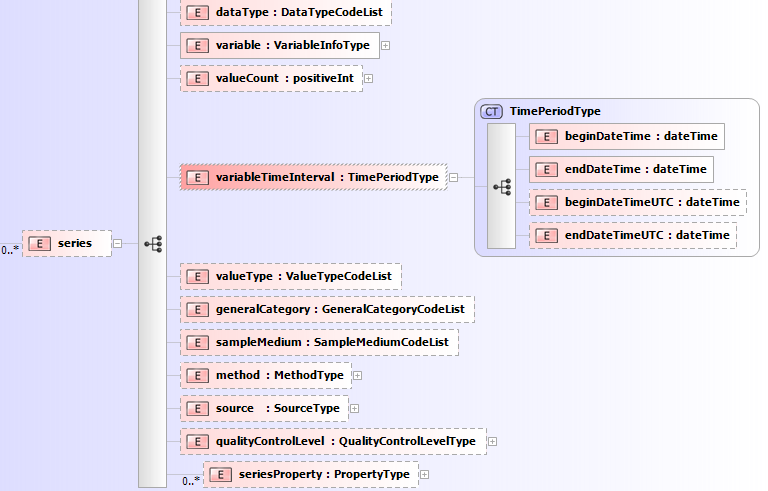 E dataType : DataTypeCodeList
E variable : VariableInfoType
E valueCount : positiveInt
CT TimePeriodType
E beginDateTime : dateTime
E variableTimeInterval : TimePeriodType
E endDateTime : dateTime
E beginDateTimeUTC : dateTime
E endDateTimeUTC : dateTime
E series
0..*
E valueType : ValueTypeCodeList
E generalCategory : GeneralCategoryCodeList
E sampleMedium : SampleMediumCodeList
E method : MethodType
E source : SourceType
E qualityControlLevel : QualityControlLevelType
E seriesProperty : PropertyType
0..*